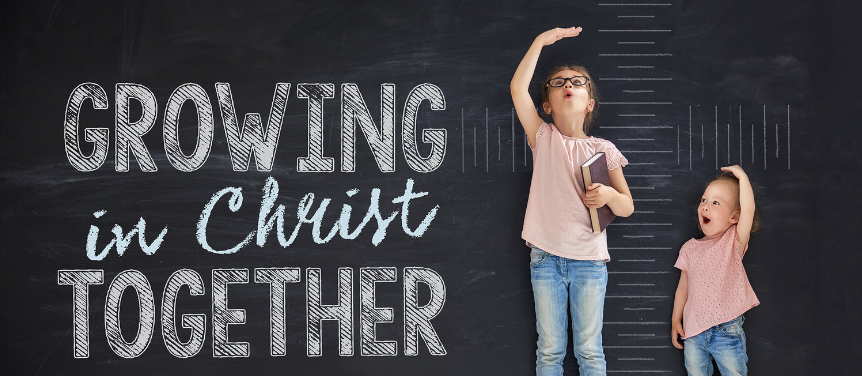 GROWING
in Christ
TOGETHER